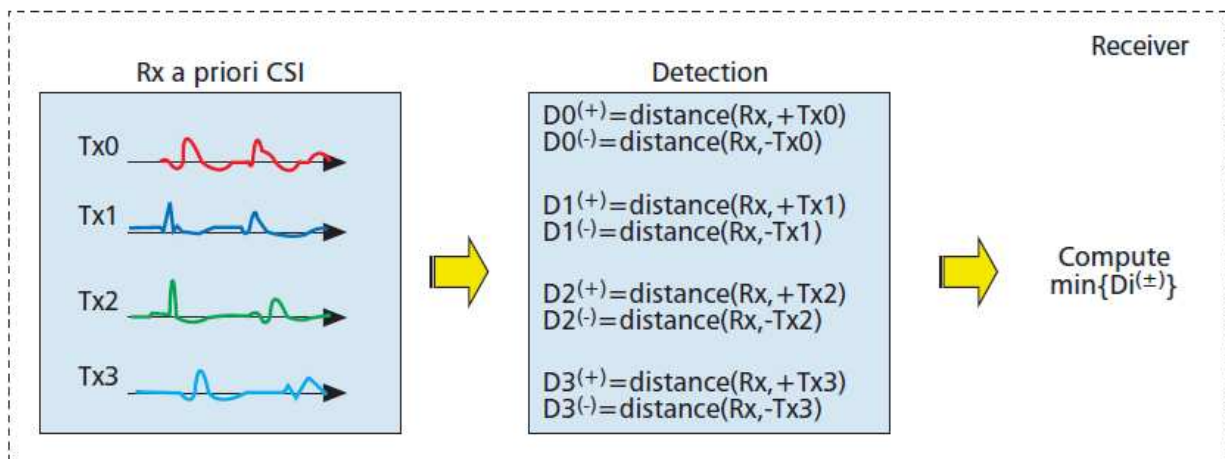 Receiver
Rx a priori CSI
Tx0
Tx1
Tx2
Tx3
Detection
D0(+)=distance(Rx,+Tx0)
D0(-)=distance(Rx,-Tx0)
D1(+)=distance(Rx,+Tx1)
D1(-)=distance(Rx,-Tx1)
D2(+)=distance(Rx,+Tx2)
D2(-)=distance(Rx,-Tx2)
D3(+)=distance(Rx,+Tx3)
D3(-)=distance(Rx,-Tx3)
Compute
min{Di(±)}